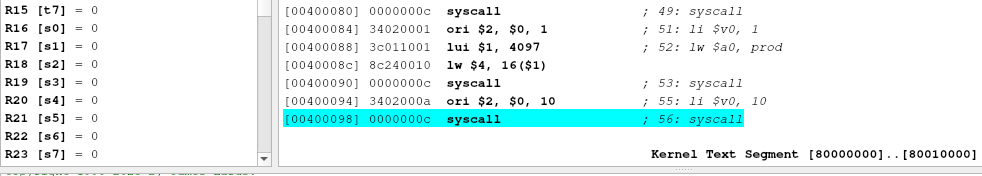 R15 [t7] = 0
R16 [s0] = 0
R17 [s1] = 0
R18 [s2] = 0
R19 [s3] = 0
R20 [s4] = 0
R21 [s5] = 0
R22 [s6] = 0
R23 [s7] = 0
[00400080] 0000000c syscall ; 49: syscall
[00400084] 34020001 ori $2, $0, 1 ; 51: li $v0, 1
[00400088] 3c011001 lui $1, 4097 ; 52: lw $a0, prod
[0040008c] 8c240010 lw $4, 16($1)
[00400090] 0000000c syscall ; 53: syscall
[00400094] 3402000a ori $2, $0, 10 ; 55: li $v0, 10
[00400098] 0000000c syscall ; 56: syscall
Kernel Text Segment [80000000]..[80010000]